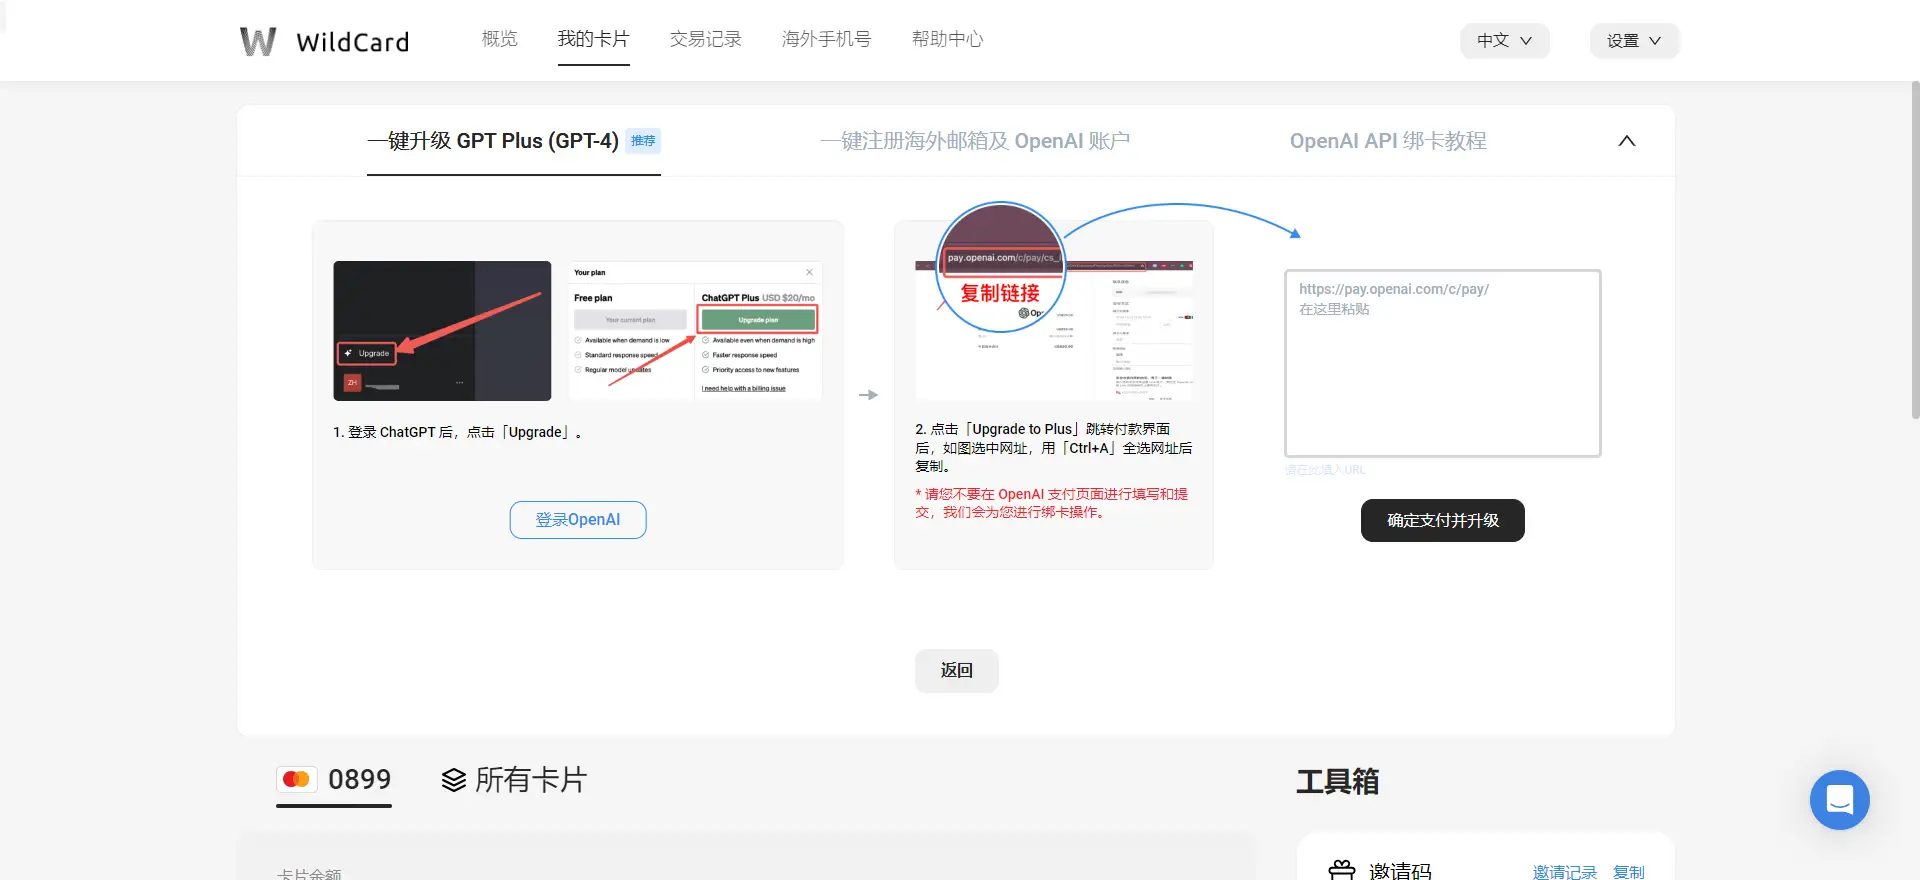 WildCard
概览
我的卡片
交易记录
海外手机号
帮助中心
中文
设置
一键升级 GPT Plus (GPT-4) 推荐
一键注册海外邮箱及 OpenAI 账户
OpenAI API 绑卡教程
Upgrade
ZH
Your plan
Free plan
Your current plan
Available when demand is low
Standard response speed
Regular model updates
ChatGPT Plus USD $20/mo
Upgrade plan
Available even when demand is high
Faster response speed
Priority access to new features
I need help with a billing issue
1. 登录 ChatGPT 后，点击「Upgrade」。
登录OpenAI
pay.openai.com/c/pay/cs_
复制链接
2. 点击「Upgrade to Plus」跳转付款界面
后，如图选中网址，用「Ctrl+A」全选网址后
复制。
* 请您不要在 OpenAI 支付页面进行填写和提
交，我们会为您进行绑卡操作。
https://pay.openai.com/c/pay/
在这里粘贴
请在此填入URL
确定支付并升级
返回
0899
所有卡片
工具箱
卡片金额
邀请码
邀请记录
复制